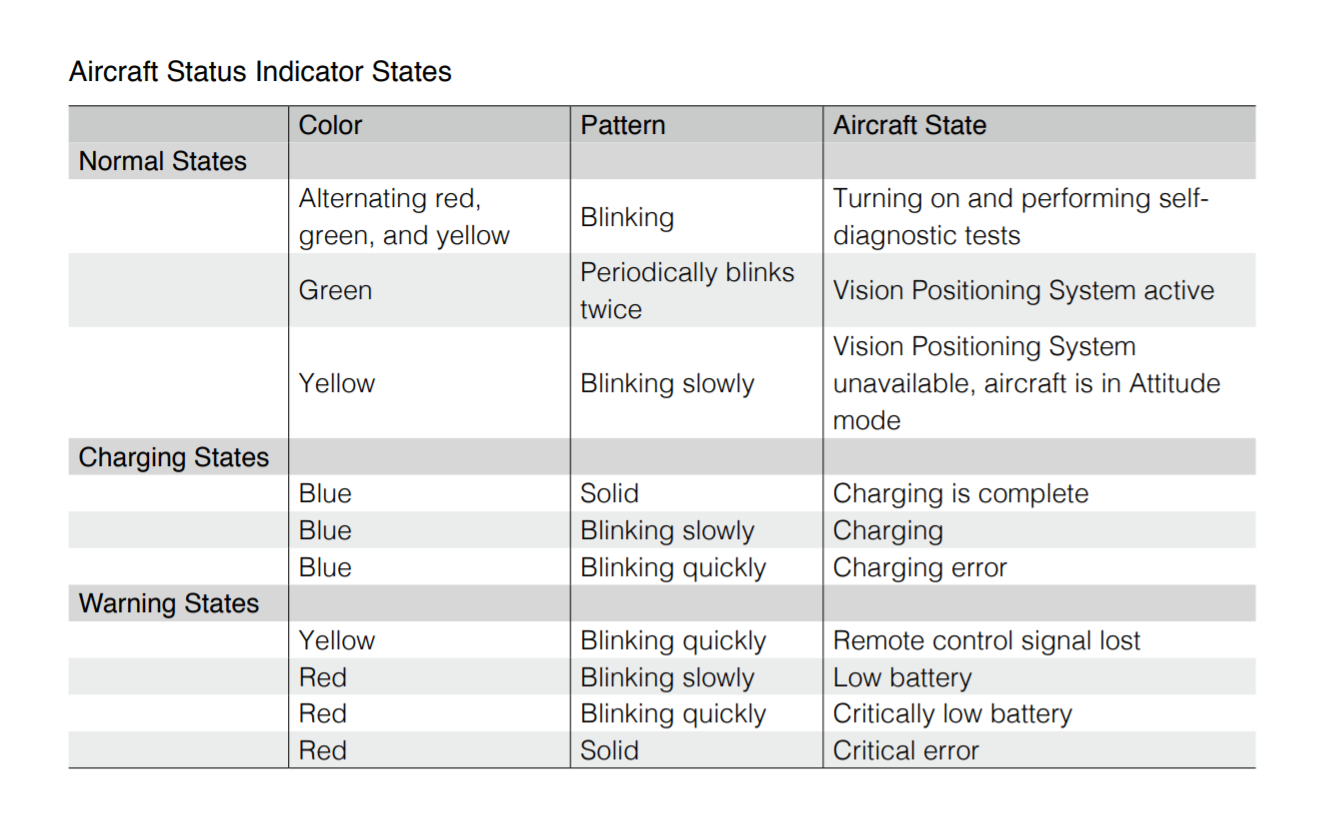 Aircraft Status Indicator States
Color Pattern Aircraft State
Normal States
Alternating red,
green, and yellow
Blinking
Turning on and performing self-
diagnostic tests
Green
Periodically blinks
twice
Vision Positioning System active
Yellow
Blinking slowly
Vision Positioning System
unavailable, aircraft is in Attitude
mode
Charging States
Blue Solid Charging is complete
Blue Blinking slowly Charging
Blue Blinking quickly Charging error
Warning States
Yellow Blinking quickly Remote control signal lost
Red Blinking slowly Low battery
Red Blinking quickly Critically low battery
Red Solid Critical error